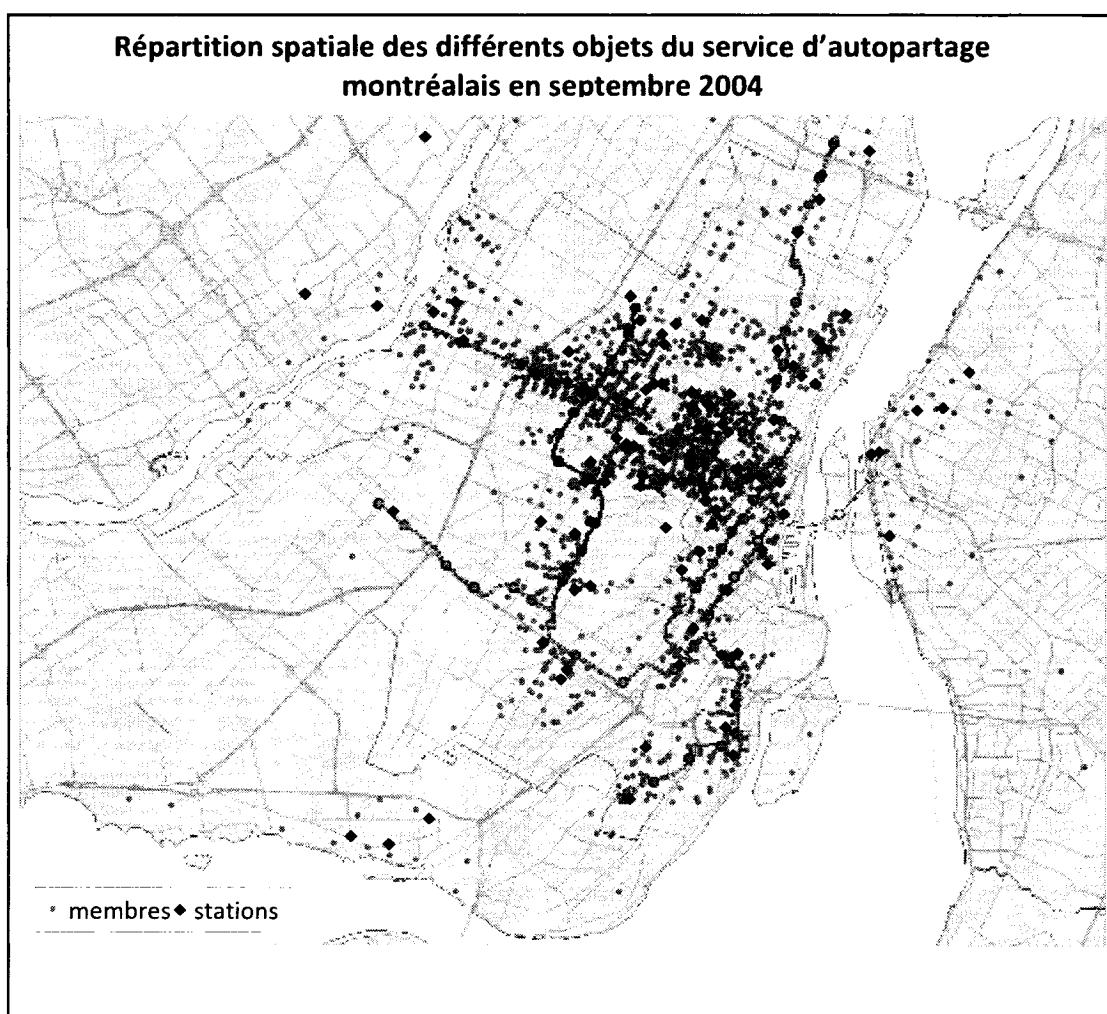 Répartition spatiale des différents objets du service d'autopartage
montréalais en septembre 2004
membres stations